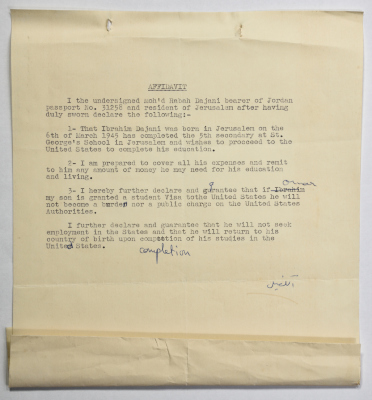 AFFIDAVIT
I the undersigned Moh'd Rabah Dajani bearer of Jordan
passport No. 31258 and resident of Jerusalem after having
duly sworn declare the following:-
1- That Ibrahim Dajani was born in Jerusalem on the
6th of March 1945 has completed the 5th secondary at St.
George's School in Jerusalem and wishes to proceed to the
United States to complete his education.
2- I am prepared to cover all his expenses and remit
to him any amount of money he may need for his education
and living.
omar
3- I hereby further declare and garantee that if Ibrahim
my son is granted a student Visa to the United States he will
not become a burden nor a public charge on the United States
Authorities.
I further declare and guarantee that he will not seek
employment in the States and that he will return to his
country of birth upon compétion of his studies in the
United States.
completion